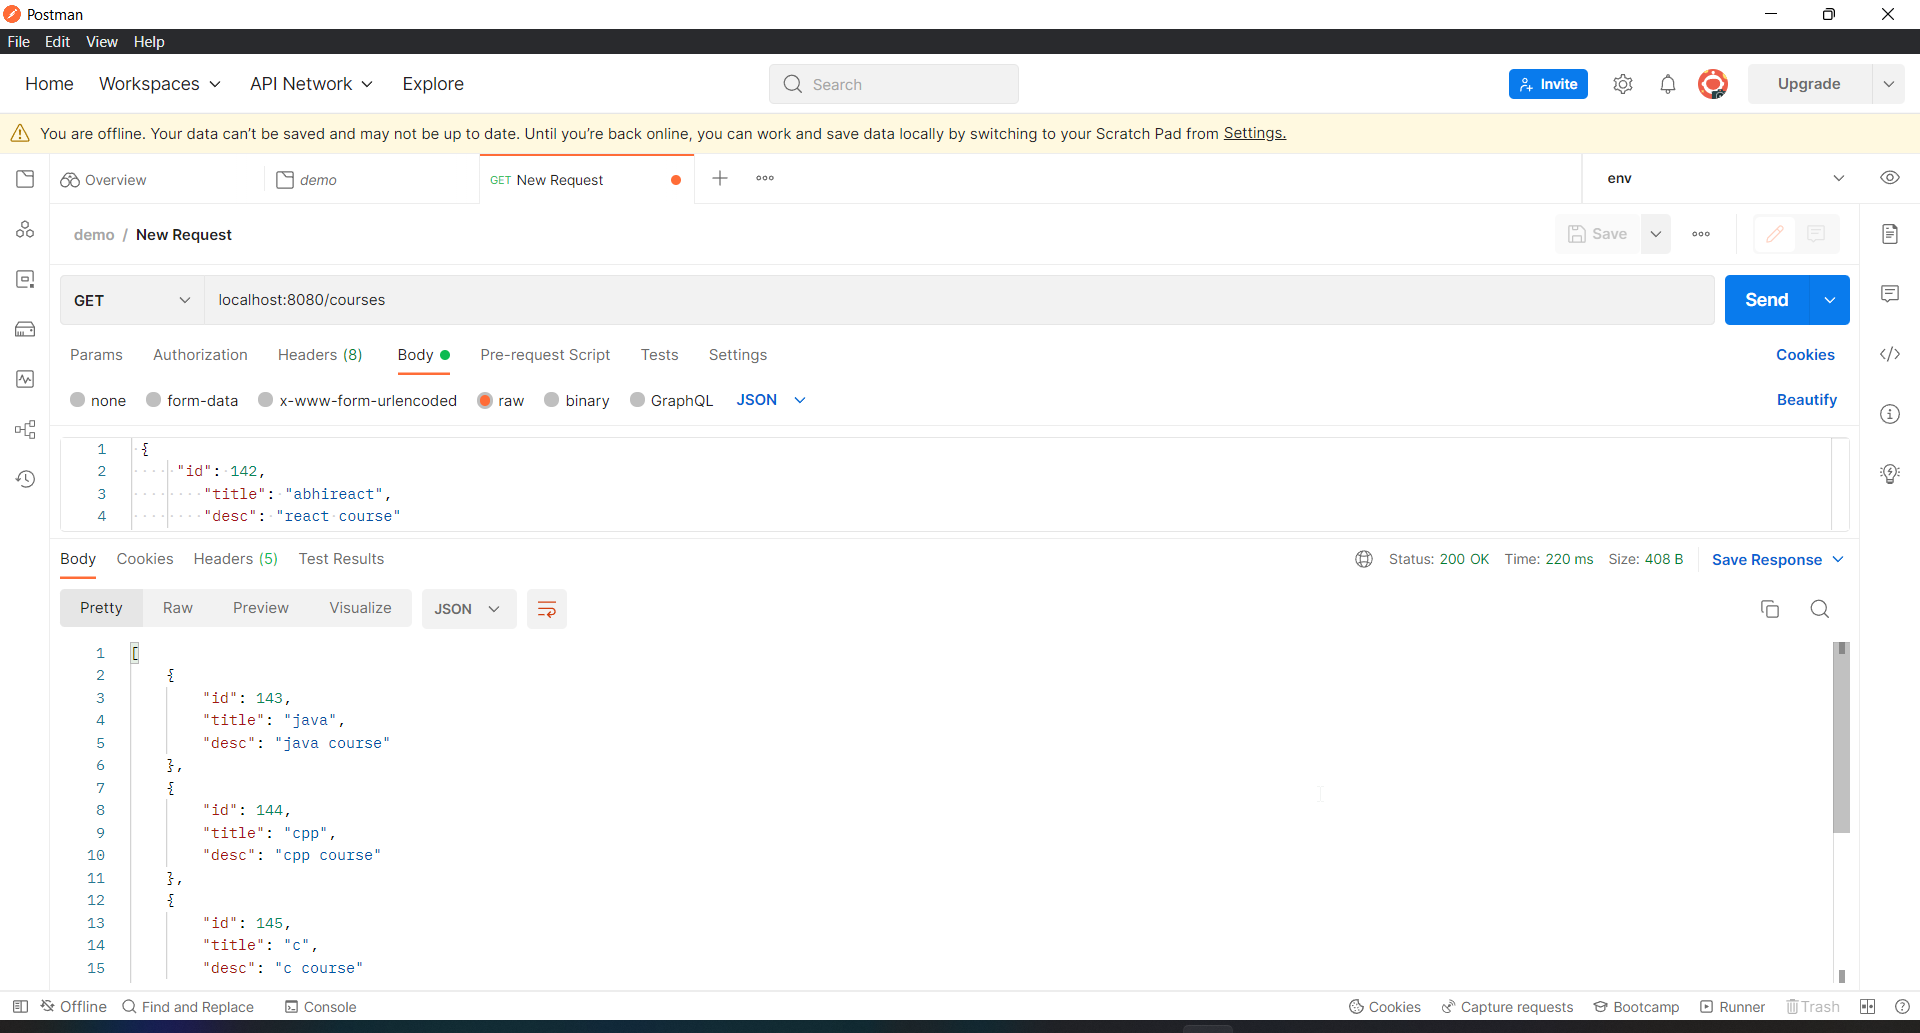 Postman
File Edit View Help
Home Workspaces API Network Explore Search Invite Upgrade
You are offline. Your data can't be saved and may not be up to date. Until you're back online, you can work and save data locally by switching to your Scratch Pad from Settings.
Overview demo GET New Request env
demo / New Request Save
GET localhost:8080/courses Send
Params Authorization Headers (8) Body Pre-request Script Tests Settings Cookies
none form-data x-www-form-urlencoded raw binary GraphQL JSON Beautify
1 {
2 "id": 142,
3 "title": "abhireact",
4 "desc": "react course"
Body Cookies Headers (5) Test Results Status: 200 OK Time: 220 ms Size: 408 B Save Response
Pretty Raw Preview Visualize JSON
1 [
2 {
3 "id": 143,
4 "title": "java",
5 "desc": "java course"
6 },
7 {
8 "id": 144,
9 "title": "cpp",
10 "desc": "cpp course"
11 },
12 {
13 "id": 145,
14 "title": "c",
15 "desc": "c course"
Offline Find and Replace Console Cookies Capture requests Bootcamp Runner Trash